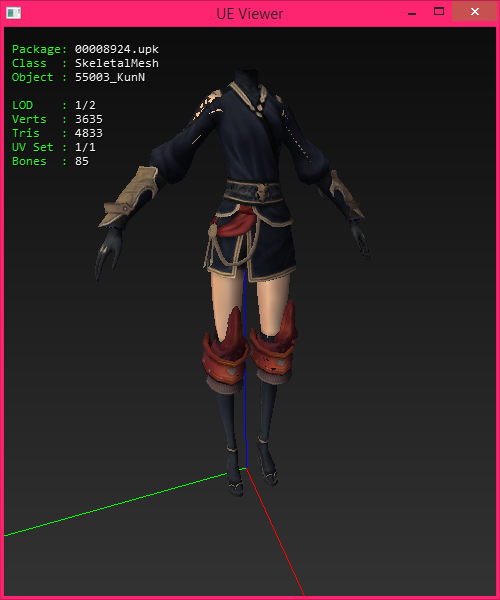 UE Viewer
Package: 00008924.upk
Class : SkeletalMesh
Object : 55003_KunN
LOD : 1/2
Verts : 3635
Tris : 4833
UV Set : 1/1
Bones : 85